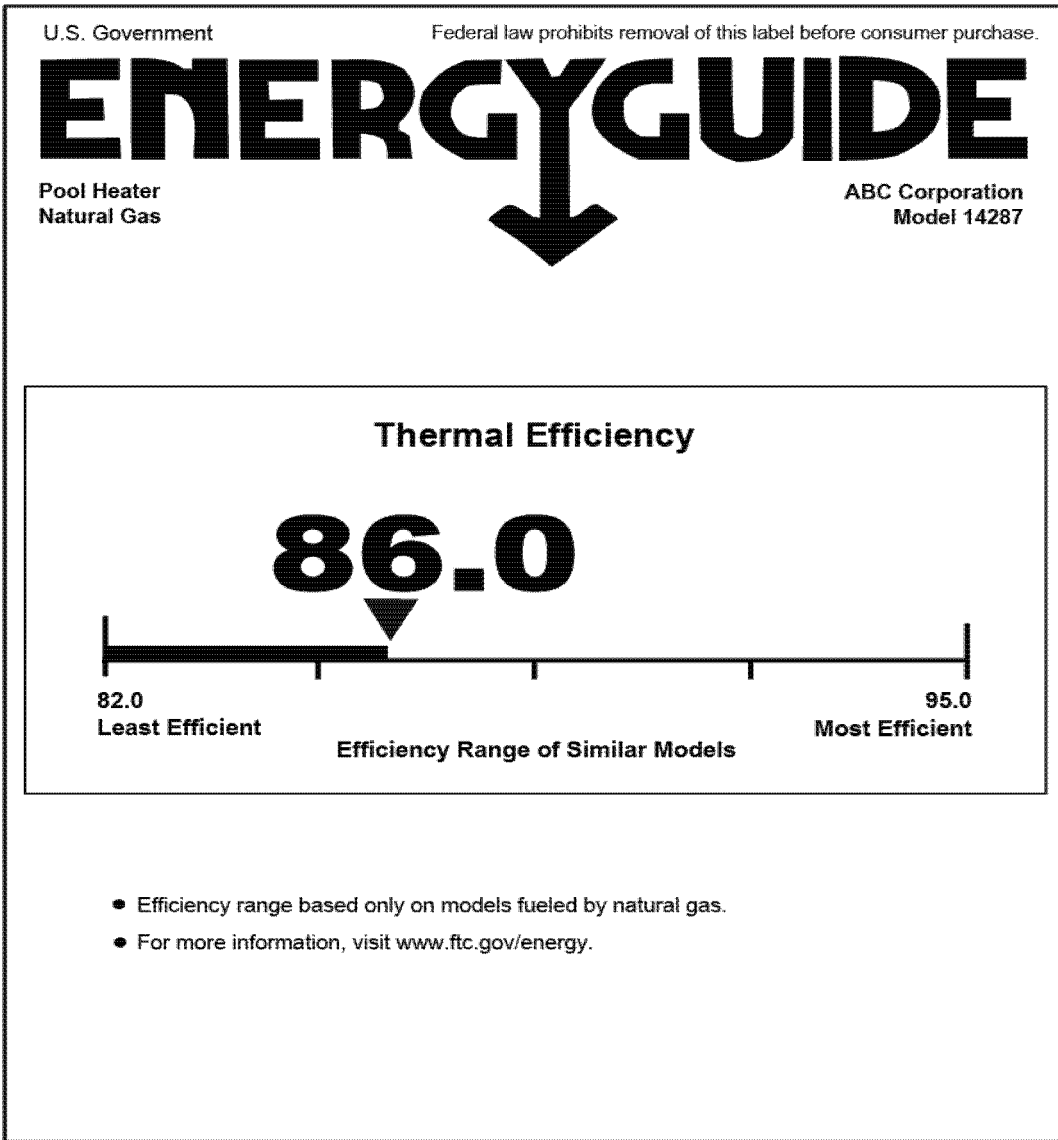 U.S. Government
Federal law prohibits removal of this label before consumer purchase.
ENERGYGUIDE
Pool Heater
Natural Gas
ABC Corporation
Model 14287
Thermal Efficiency
86.0
82.0
Least Efficient
95.0
Most Efficient
Efficiency Range of Similar Models
● Efficiency range based only on models fueled by natural gas.
● For more information, visit www.ftc.gov/energy.